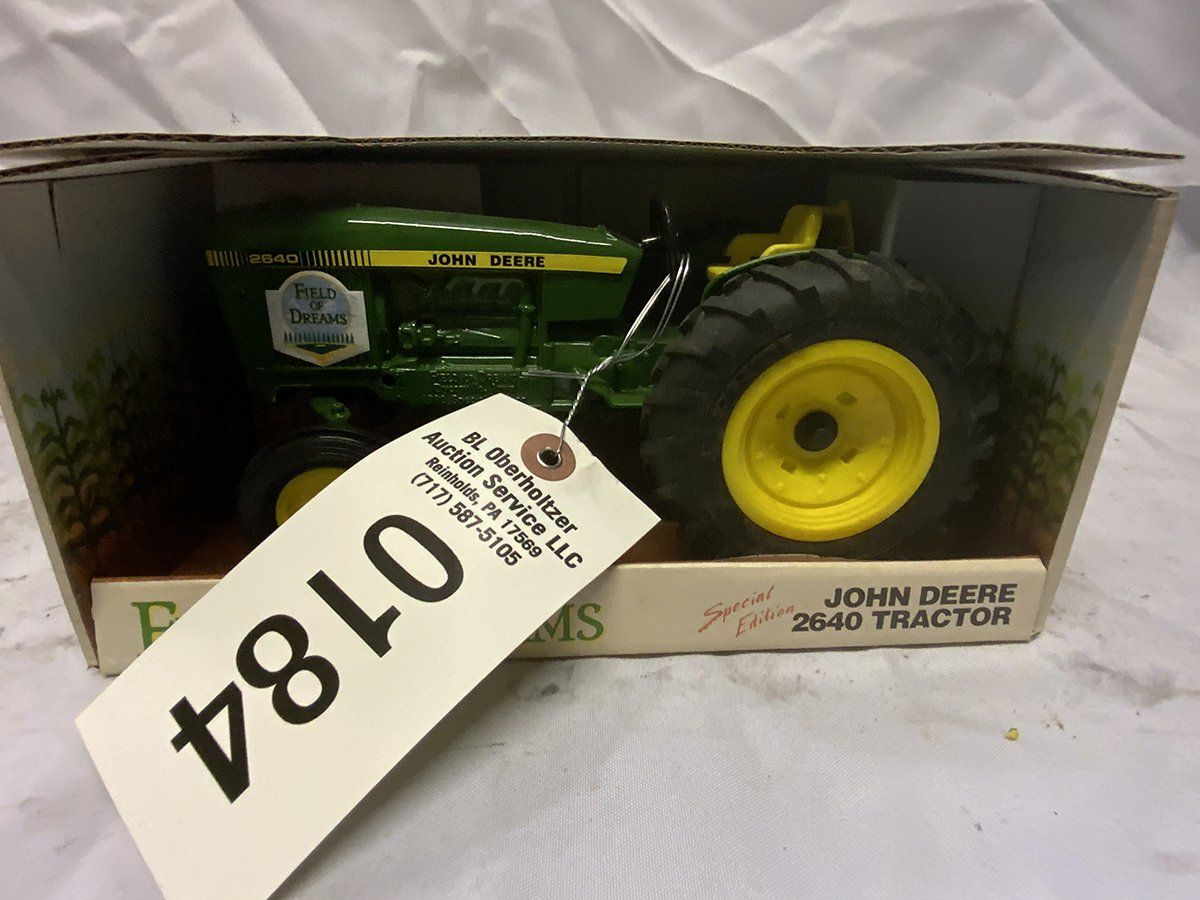 2640
JOHN DEERE
FIELD
OF
DREAMS
BL Oberholtzer
Auction Service LLC
Reinholds, PA 17569
(717) 587-5105
0184
Special
Edition
JOHN DEERE
2640 TRACTOR